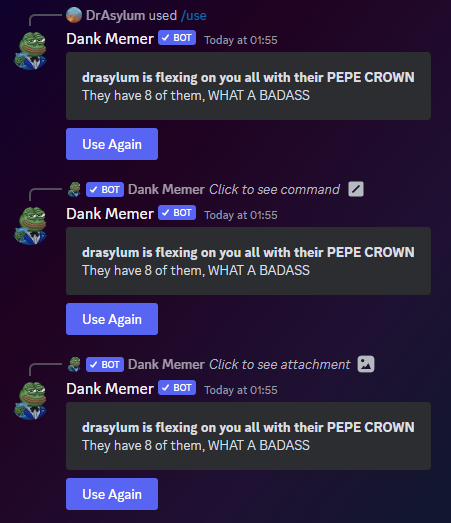 DrAsylum used /use
Dank Memer ✓ BOT Today at 01:55
drasylum is flexing on you all with their PEPE CROWN
They have 8 of them, WHAT A BADASS
Use Again
✓ BOT Dank Memer Click to see command
Dank Memer ✓ BOT Today at 01:55
drasylum is flexing on you all with their PEPE CROWN
They have 8 of them, WHAT A BADASS
Use Again
✓ BOT Dank Memer Click to see attachment
Dank Memer ✓ BOT Today at 01:55
drasylum is flexing on you all with their PEPE CROWN
They have 8 of them, WHAT A BADASS
Use Again